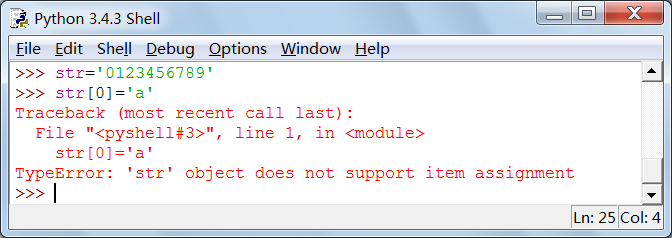 Python 3.4.3 Shell
File Edit Shell Debug Options Window Help
>>> str='0123456789'
>>> str[0]='a'
Traceback (most recent call last):
  File "<pyshell#3>", line 1, in <module>
    str[0]='a'
TypeError: 'str' object does not support item assignment
>>>
Ln: 25 Col: 4